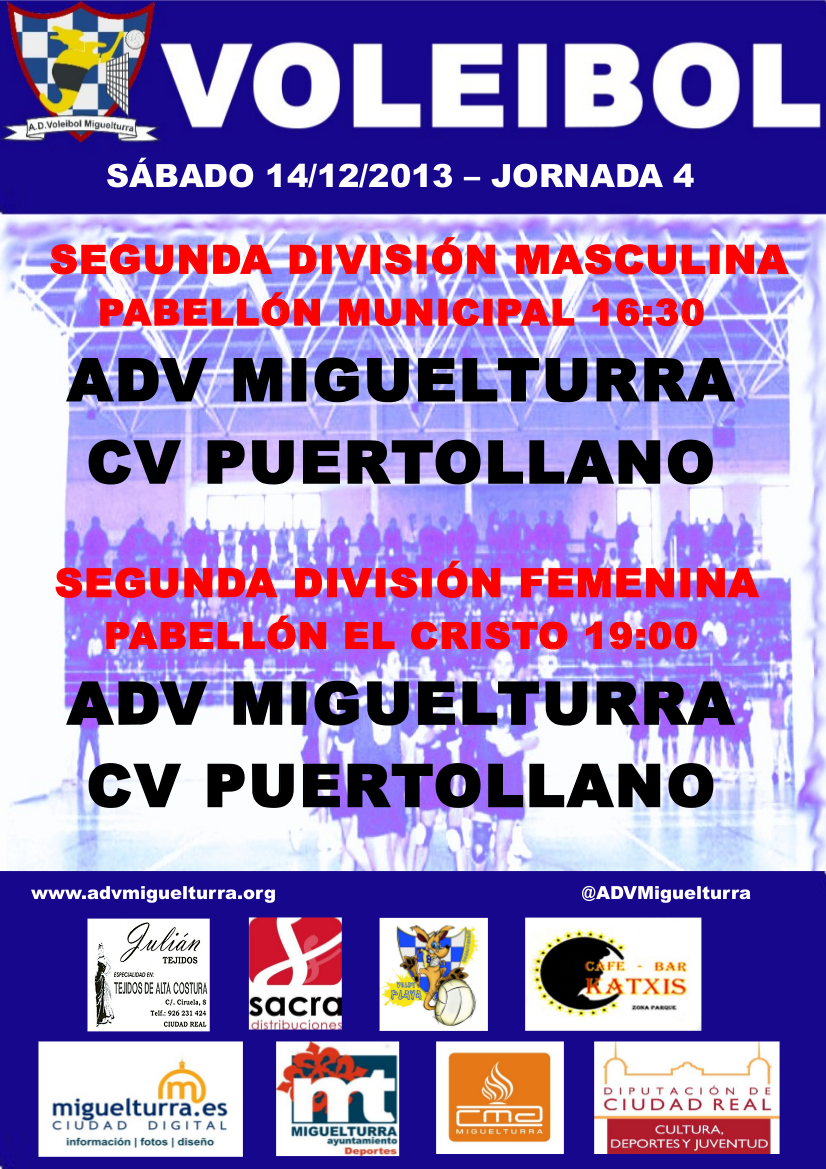 VOLEIBOL
A.D.Voleibol Miguelturra
SÁBADO 14/12/2013 – JORNADA 4
SEGUNDA DIVISIÓN MASCULINA
PABELLÓN MUNICIPAL 16:30
ADV MIGUELTURRA
CV PUERTOLLANO
SEGUNDA DIVISIÓN FEMENINA
PABELLÓN EL CRISTO 19:00
ADV MIGUELTURRA
CV PUERTOLLANO
www.advmiguelturra.org
@ADVMiguelturra
Julián
TEJIDOS
ESPECIALIDAD EN:
TEJIDOS DE ALTA COSTURA
C/. Ciruela, 8
Telf.: 926 231 424
CIUDAD REAL
sacra
distribuciones
PLAYA
CAFE - BAR
KATXIS
ZONA PARQUE
miguelturra.es
CIUDAD DIGITAL
información | fotos | diseño
mt
MIGUELTURRA
ayuntamiento
Deportes
rma
MIGUELTURRA
DIPUTACIÓN DE
CIUDAD REAL
CULTURA,
DEPORTES Y JUVENTUD